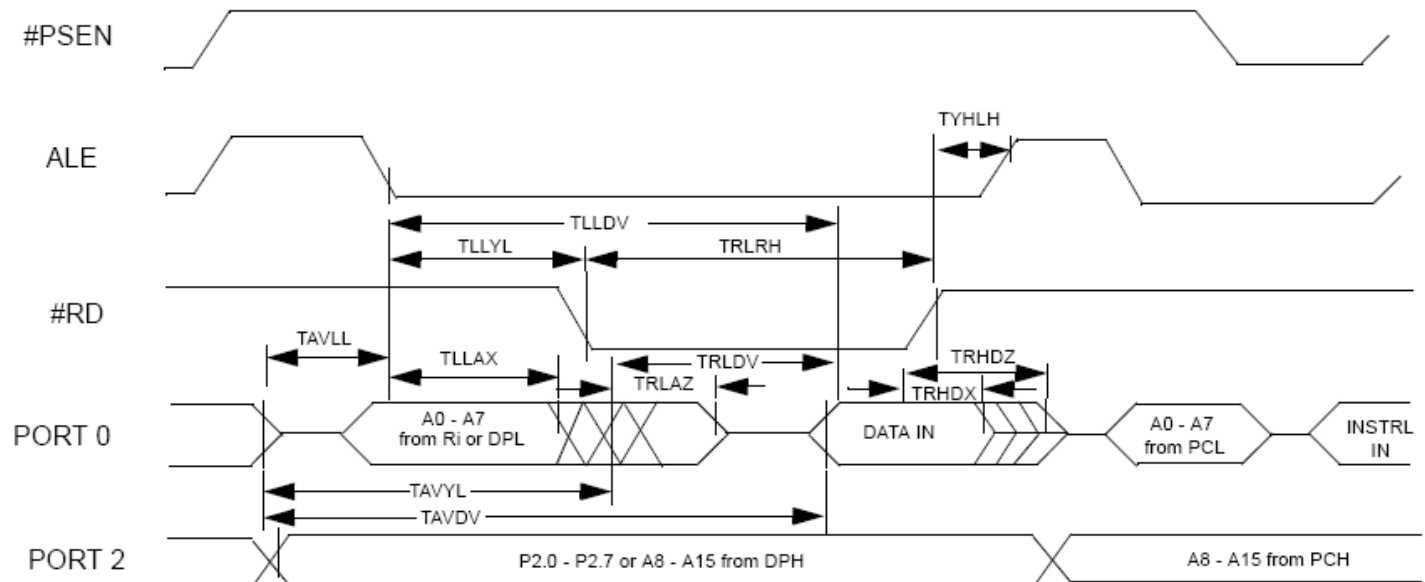 #PSEN
TYHLH
ALE
TLLDV
TLLYL
TRLRH
#RD
TAVLL
TLLAX
TRLDV
TRHDZ
TRLAZ
TRHDX
PORT 0
A0 - A7
from Ri or DPL
DATA IN
A0 - A7
from PCL
INSTRL
IN
TAVYL
TAVDV
PORT 2
P2.0 - P2.7 or A8 - A15 from DPH
A8 - A15 from PCH